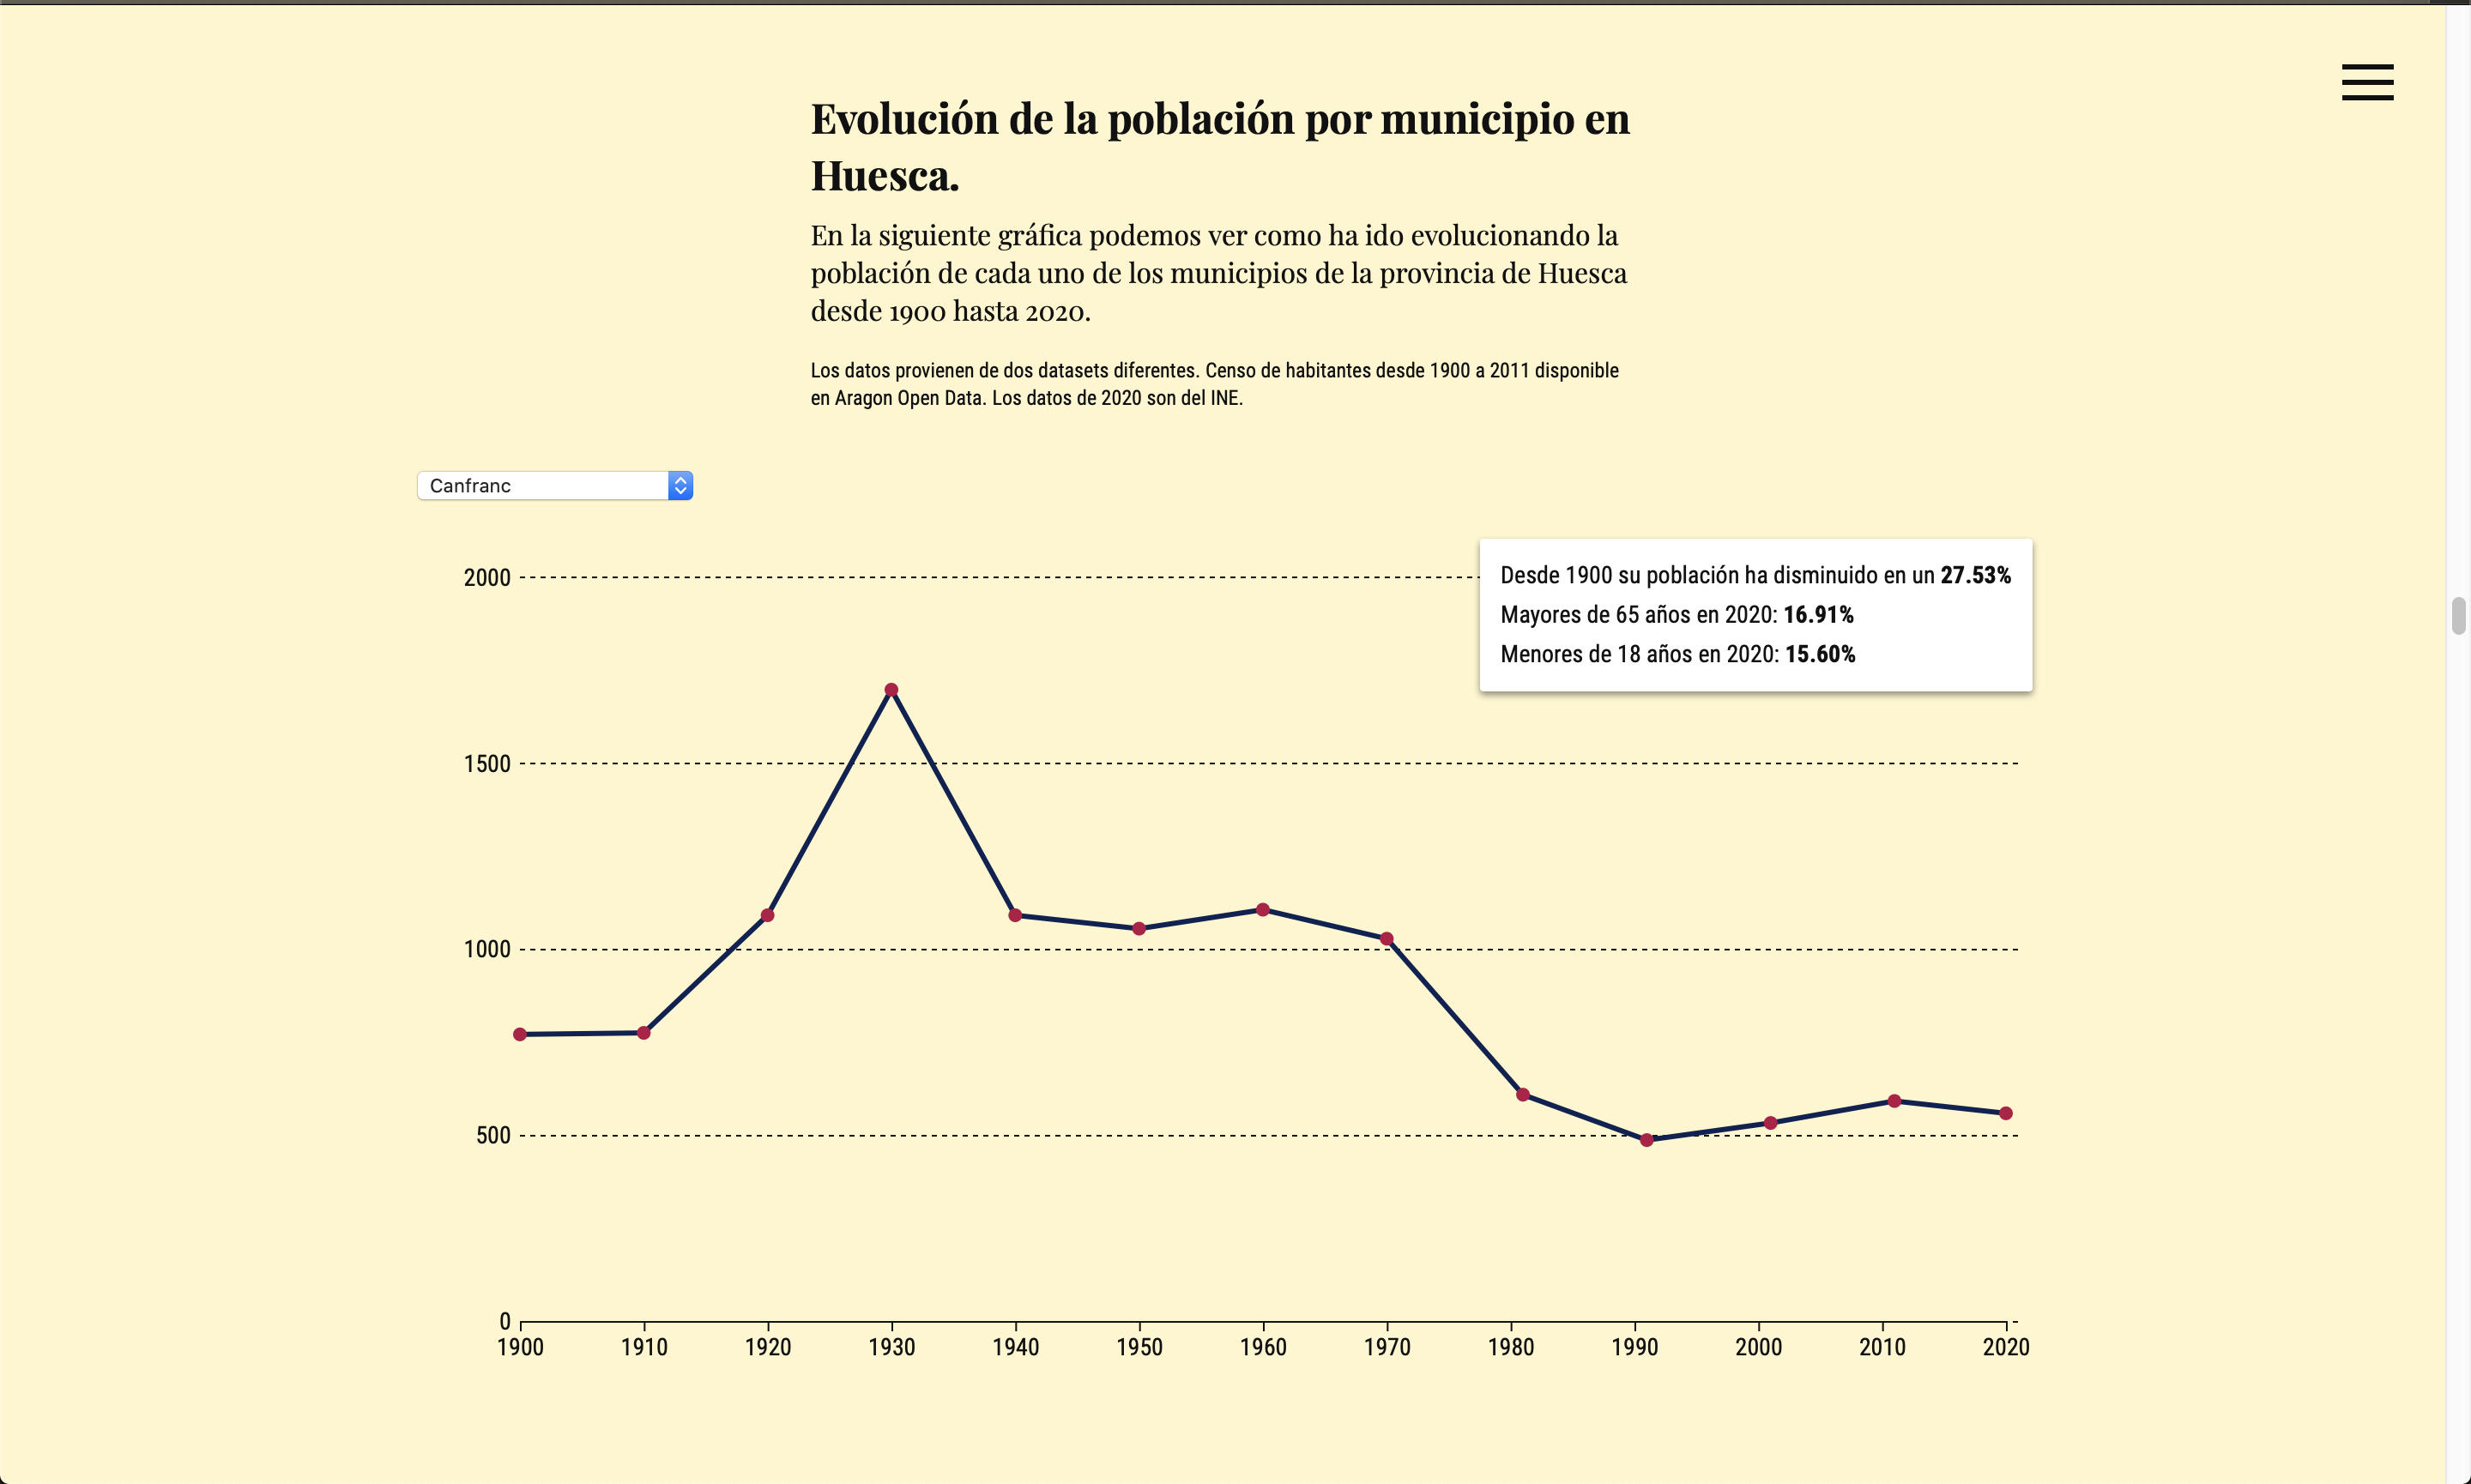 Evolución de la población por municipio en
Huesca.
En la siguiente gráfica podemos ver como ha ido evolucionando la
población de cada uno de los municipios de la provincia de Huesca
desde 1900 hasta 2020.
Los datos provienen de dos datasets diferentes. Censo de habitantes desde 1900 a 2011 disponible
en Aragon Open Data. Los datos de 2020 son del INE.
Canfranc
Desde 1900 su población ha disminuido en un 27.53%
Mayores de 65 años en 2020: 16.91%
Menores de 18 años en 2020: 15.60%
2000
1500
1000
500
0
1900 1910 1920 1930 1940 1950 1960 1970 1980 1990 2000 2010 2020